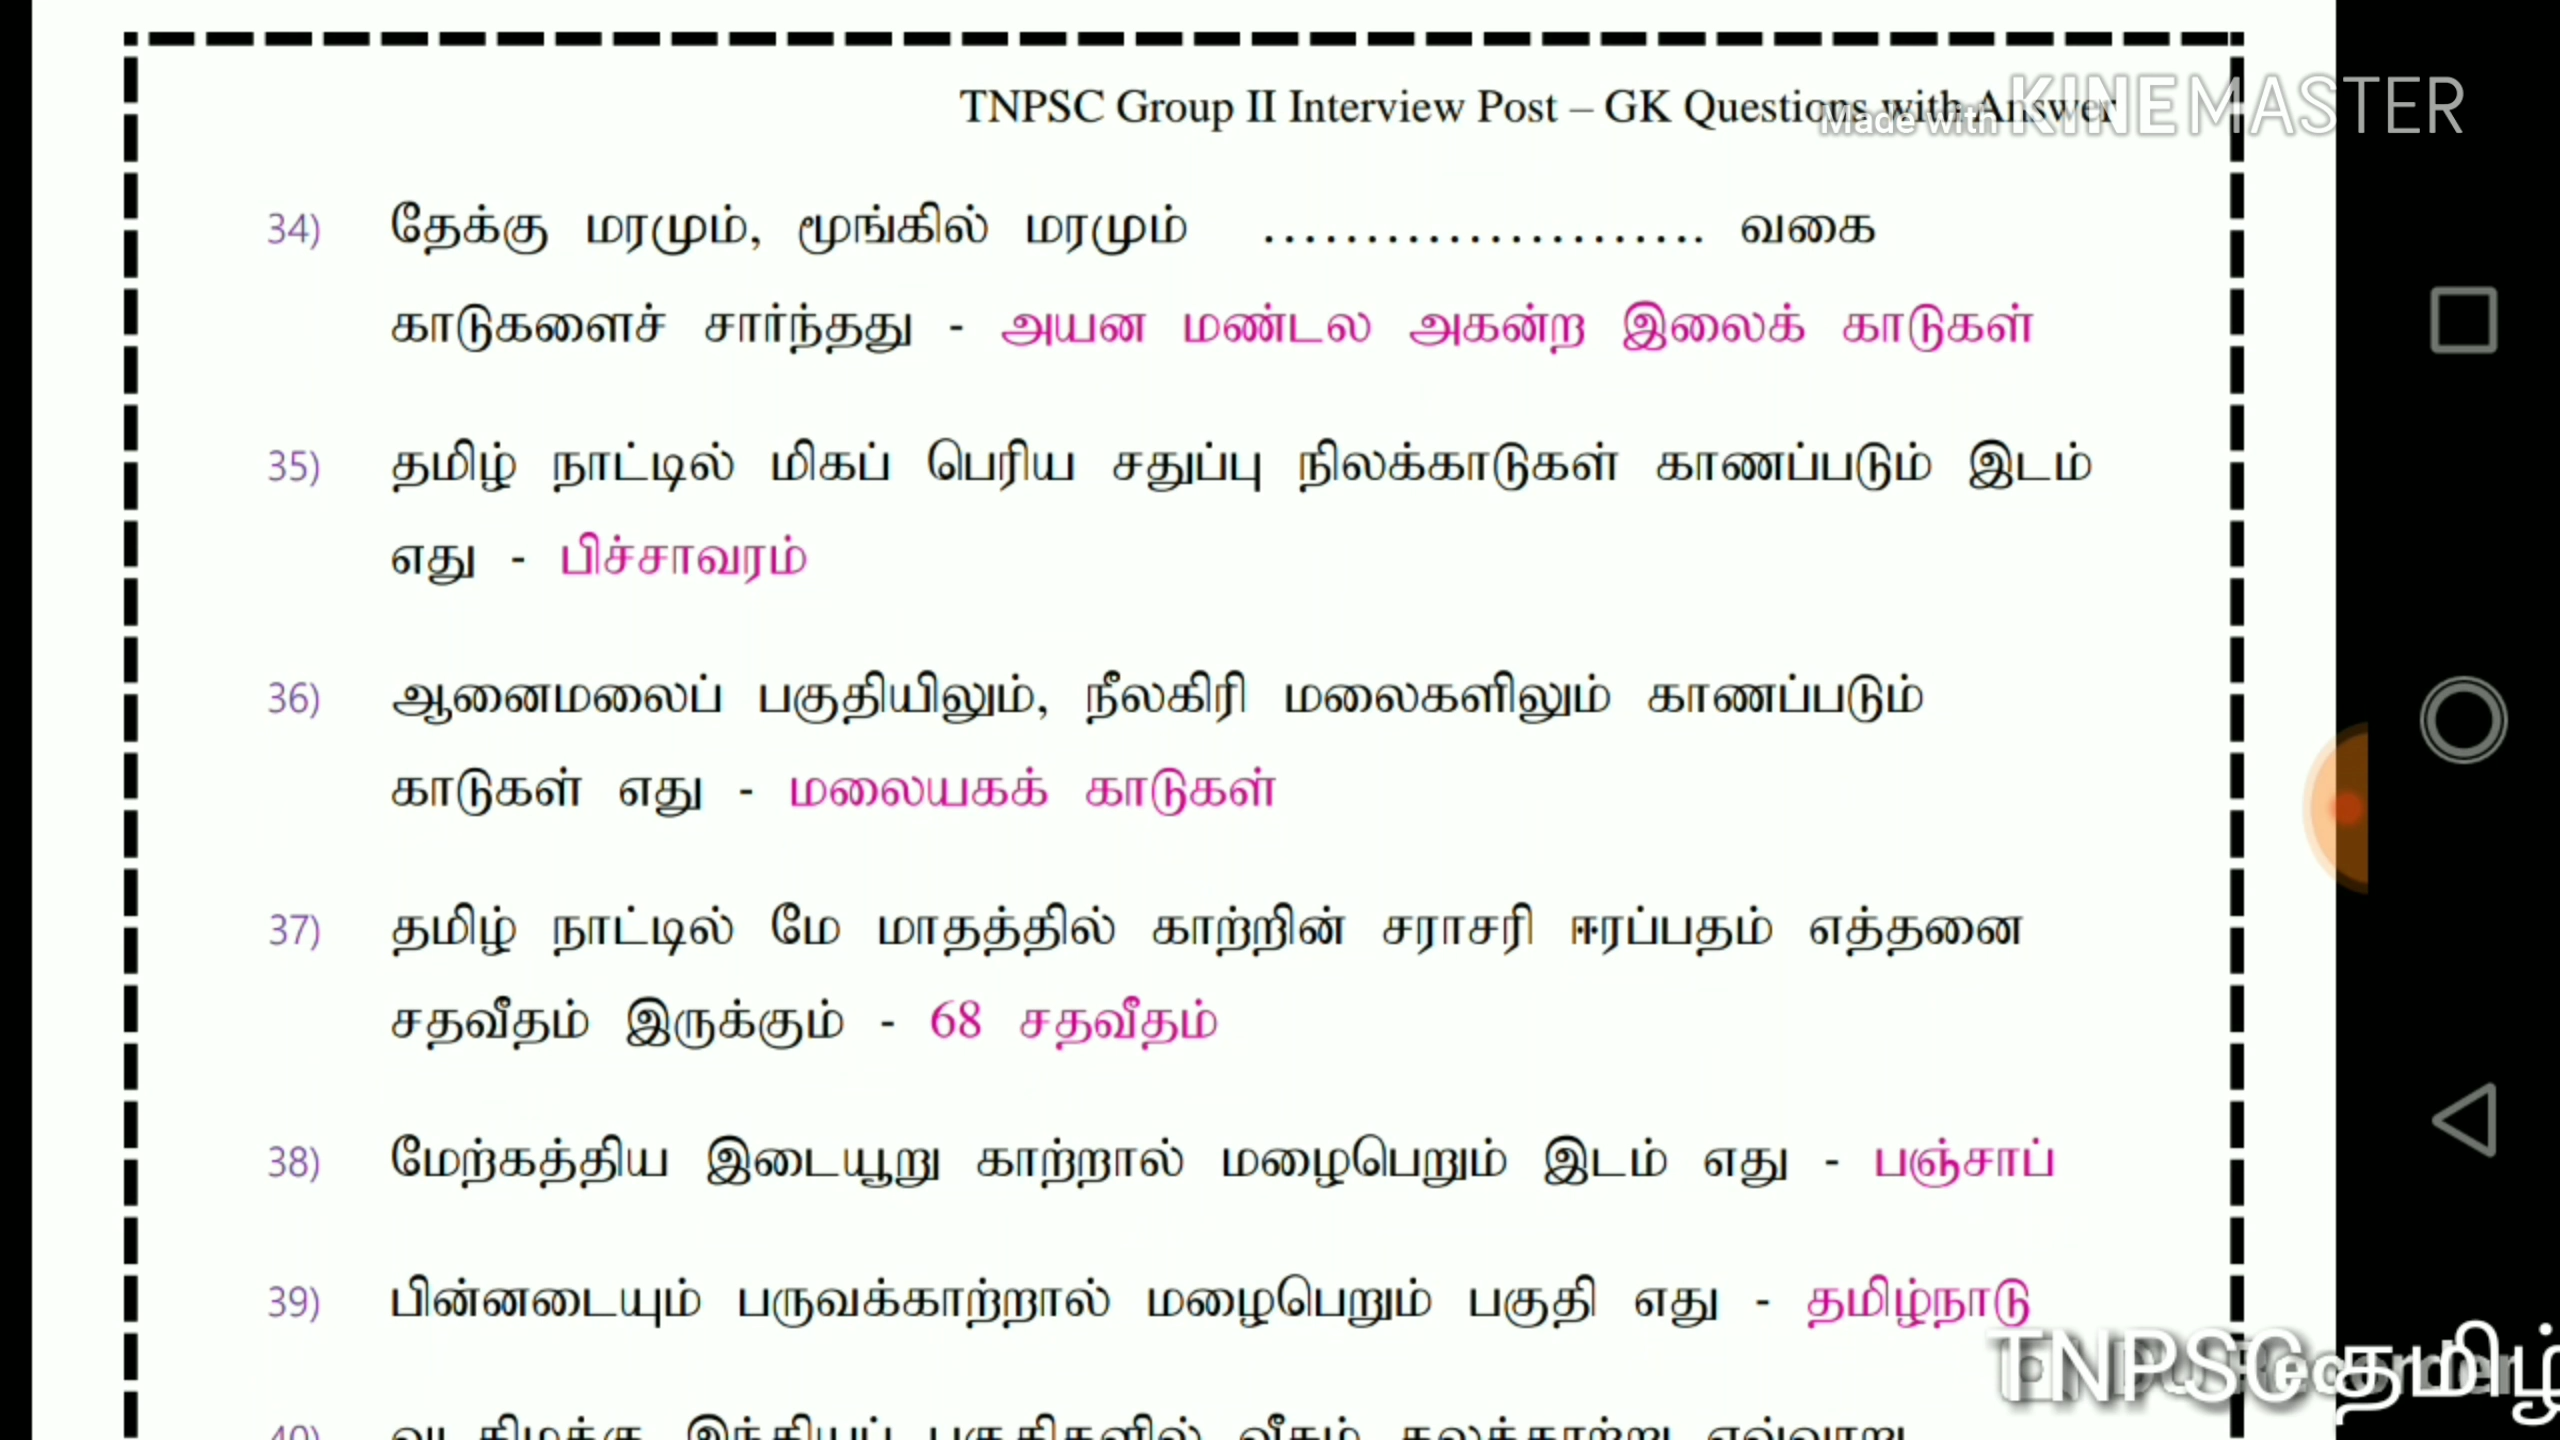 TNPSC Group II Interview Post – GK Questions with Answer
Made with KINEMASTER
34) தேக்கு மரமும், மூங்கில் மரமும் ........................ வகை
காடுகளைச் சார்ந்தது - அயன மண்டல அகன்ற இலைக் காடுகள்
35) தமிழ் நாட்டில் மிகப் பெரிய சதுப்பு நிலக்காடுகள் காணப்படும் இடம்
எது - பிச்சாவரம்
36) ஆனைமலைப் பகுதியிலும், நீலகிரி மலைகளிலும் காணப்படும்
காடுகள் எது - மலையகக் காடுகள்
37) தமிழ் நாட்டில் மே மாதத்தில் காற்றின் சராசரி ஈரப்பதம் எத்தனை
சதவீதம் இருக்கும் - 68 சதவீதம்
38) மேற்கத்திய இடையூறு காற்றால் மழைபெறும் இடம் எது - பஞ்சாப்
39) பின்னடையும் பருவக்காற்றால் மழைபெறும் பகுதி எது - தமிழ்நாடு
TNPSC தமிழ்